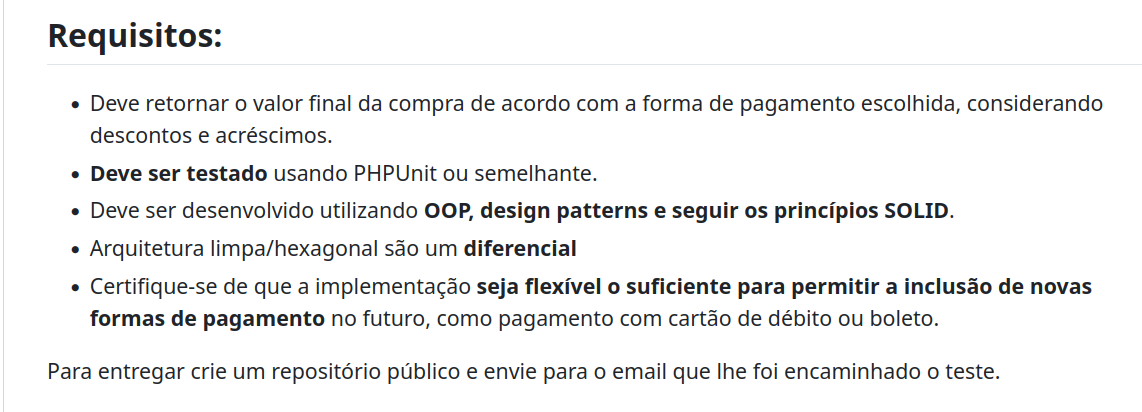 Requisitos:
• Deve retornar o valor final da compra de acordo com a forma de pagamento escolhida, considerando
descontos e acréscimos.
• Deve ser testado usando PHPUnit ou semelhante.
• Deve ser desenvolvido utilizando OOP, design patterns e seguir os princípios SOLID.
• Arquitetura limpa/hexagonal são um diferencial
• Certifique-se de que a implementação seja flexível o suficiente para permitir a inclusão de novas
formas de pagamento no futuro, como pagamento com cartão de débito ou boleto.
Para entregar crie um repositório público e envie para o email que lhe foi encaminhado o teste.